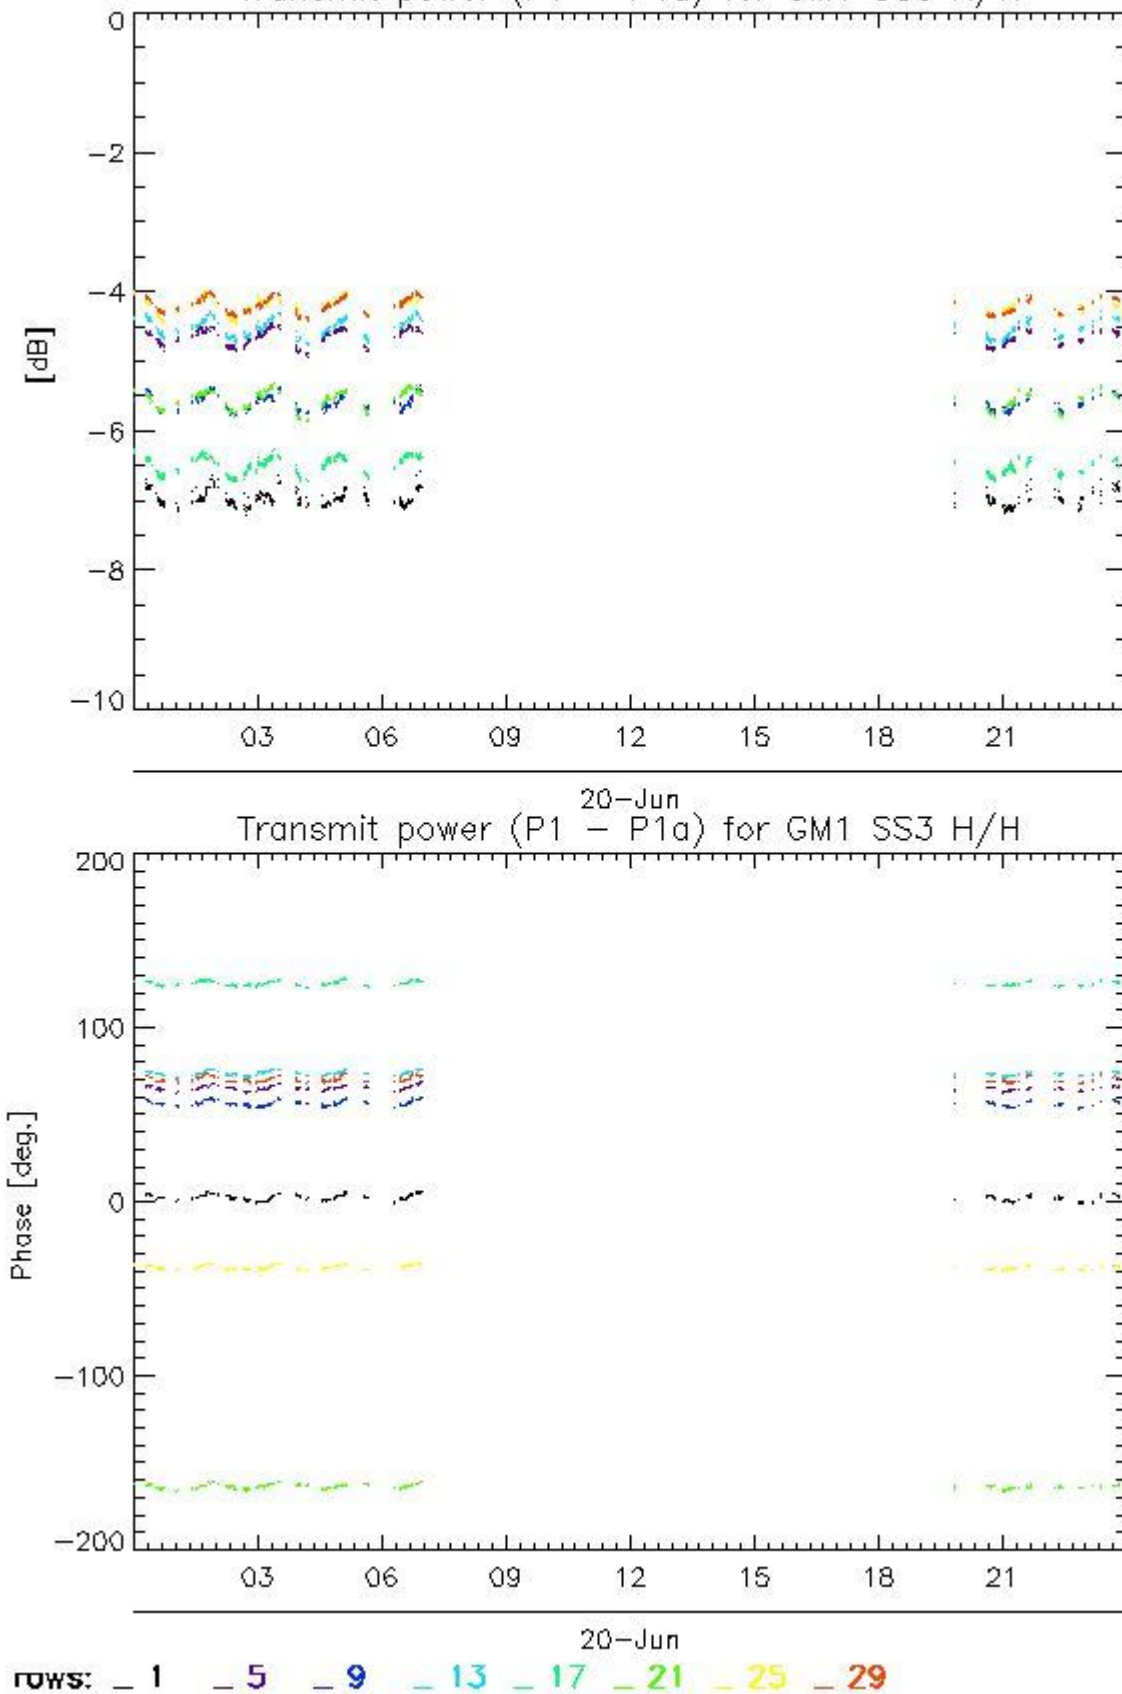 0
−2
−4
[dB]
−6
−8
−10
03 06 09 12 15 18 21
20−Jun
Transmit power (P1 − P1a) for GM1 SS3 H/H
200
100
Phase [deg.]
0
−100
−200
03 06 09 12 15 18 21
20−Jun
rows: _ 1 _ 5 _ 9 _ 13 _ 17 _ 21 _ 25 _ 29